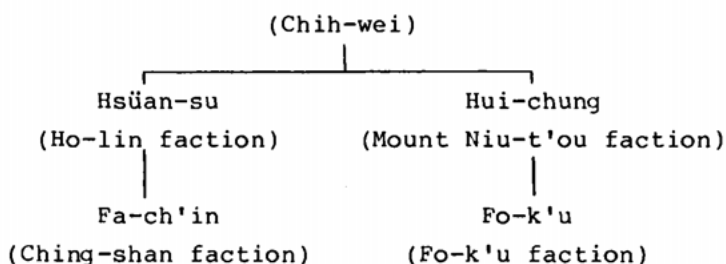 (Chih-wei)
Hsüan-su Hui-chung
(Ho-lin faction) (Mount Niu-t'ou faction)
Fa-ch'in Fo-k'u
(Ching-shan faction) (Fo-k'u faction)